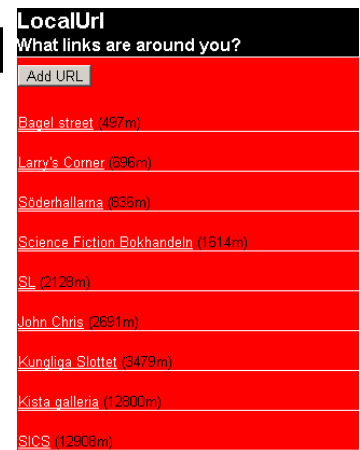 LocalUrl
What links are around you?
Add URL
Bagel street (497m)
Larry's Corner (696m)
Söderhallarna (836m)
Science Fiction Bokhandeln (1614m)
SL (2128m)
John Chris (2691m)
Kungliga Slottet (3479m)
Kista galleria (12800m)
SICS (12908m)